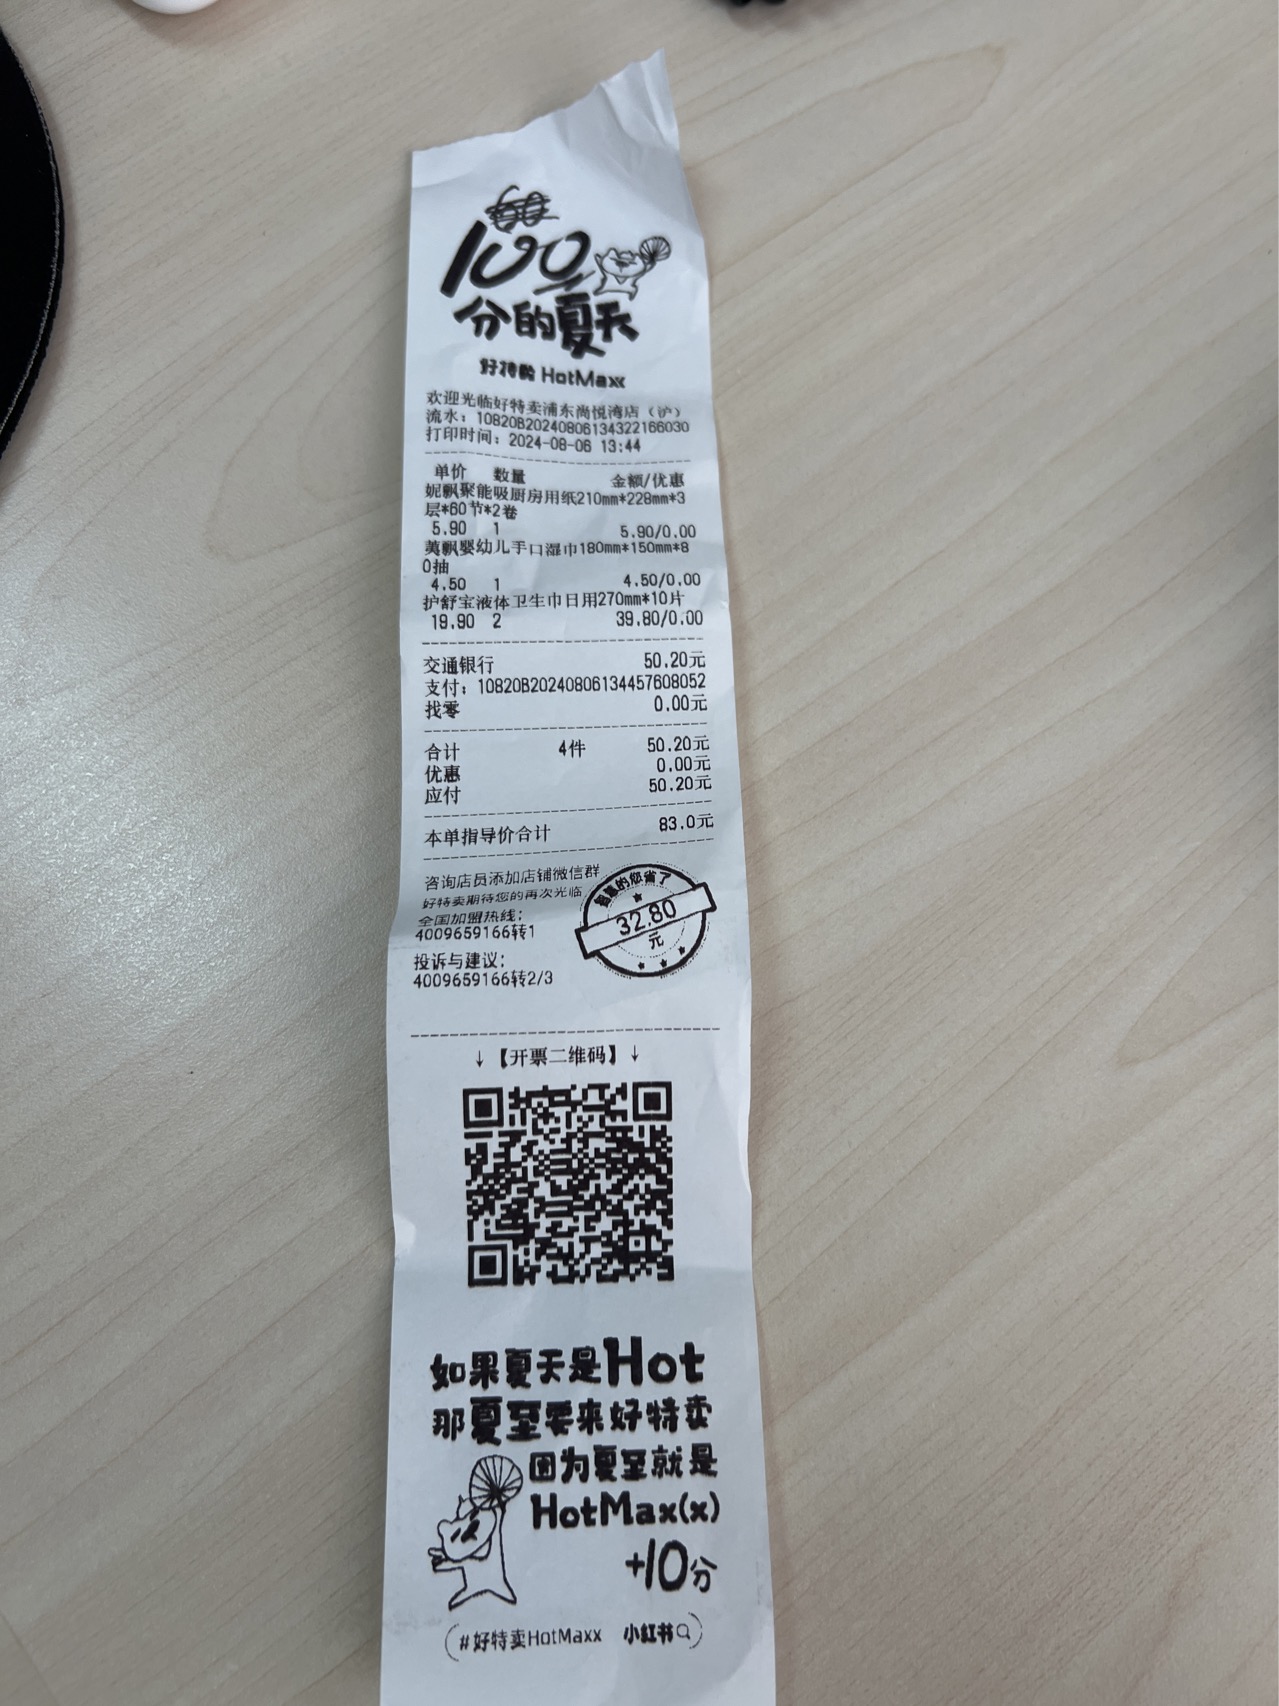 100
分的夏天
好特卖 HotMaxx
欢迎光临好特卖浦东尚悦湾店（沪）
流水：10820B20240806134322166030
打印时间：2024-08-06 13:44
单价 数量 金额/优惠
妮飘聚能吸厨房用纸210mm*228mm*3
层*60节*2卷
5.90 1 5.90/0.00
美飘婴幼儿手口湿巾180mm*150mm*8
0抽
4.50 1 4.50/0.00
护舒宝液体卫生巾日用270mm*10片
19.90 2 39.80/0.00
交通银行 50.20元
支付：10820B20240806134457608052
找零 0.00元
合计 4件 50.20元
优惠 0.00元
应付 50.20元
本单指导价合计 83.0元
咨询店员添加店铺微信群
好特卖期待您的再次光临
全国加盟热线：
4009659166转1
投诉与建议：
4009659166转2/3
的您省了
32.80
元
↓【开票二维码】↓
如果夏天是Hot
那夏至要来好特卖
因为夏至就是
HotMax(x)
+10分
#好特卖HotMaxx 小红书